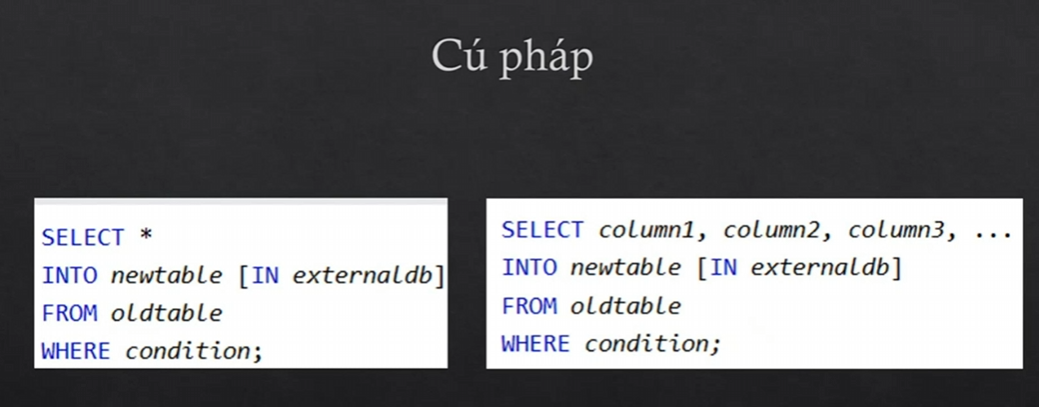 Cú pháp
SELECT *
INTO newtable [IN externaldb]
FROM oldtable
WHERE condition;
SELECT column1, column2, column3, ...
INTO newtable [IN externaldb]
FROM oldtable
WHERE condition;